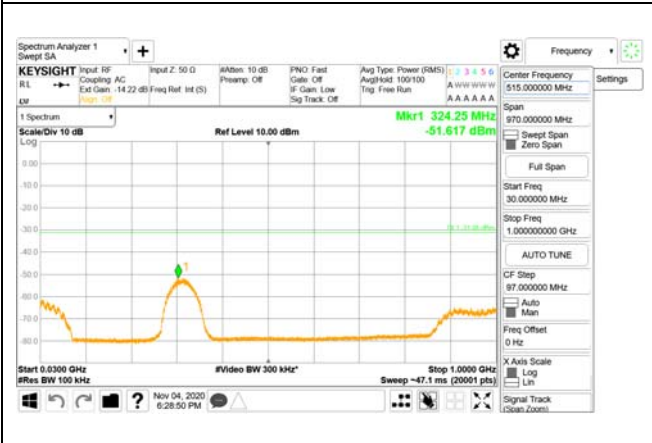 Spectrum Analyzer 1
Swept SA
Frequency
KEYSIGHT
RL
Input: RF
Coupling: AC
Ext Gain: -14.22 dB
Align: Off
Input Z: 50 Ω
Freq Ref: Int (S)
#Atten: 10 dB
Preamp: Off
PNO: Fast
Gate: Off
IF Gain: Low
Sig Track: Off
Avg Type: Power (RMS)
Avg|Hold: 100/100
Trig: Free Run
1 2 3 4 5 6
A W W W W W
A A A A A A
1 Spectrum
Scale/Div 10 dB
Log
Ref Level 10.00 dBm
Mkr1 324.25 MHz
-51.617 dBm
0.00
-10.0
-20.0
-30.0
-40.0
-50.0
-60.0
-70.0
-80.0
1
Start 0.0300 GHz
#Res BW 100 kHz
#Video BW 300 kHz*
Stop 1.0000 GHz
Sweep ~47.1 ms (20001 pts)
Nov 04, 2020
6:28:50 PM
Center Frequency
515.000000 MHz
Settings
Span
970.000000 MHz
Swept Span
Zero Span
Full Span
Start Freq
30.000000 MHz
Stop Freq
1.000000000 GHz
AUTO TUNE
CF Step
97.000000 MHz
Auto
Man
Freq Offset
0 Hz
X Axis Scale
Log
Lin
Signal Track
(Span Zoom)